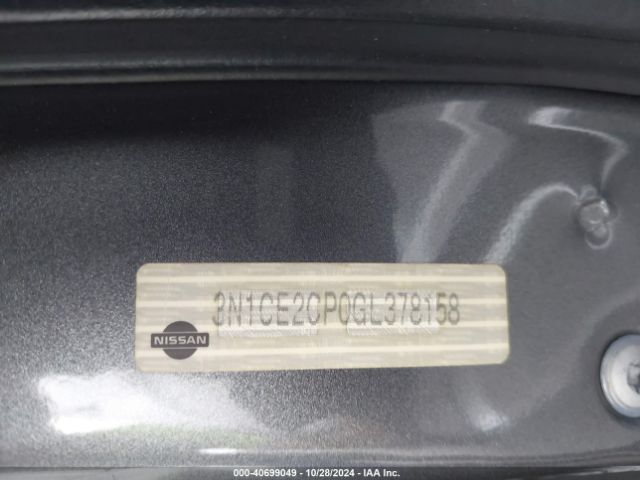 3N1CE2CP0GL378158
NISSAN
000-40699049 - 10/28/2024 - IAA Inc.